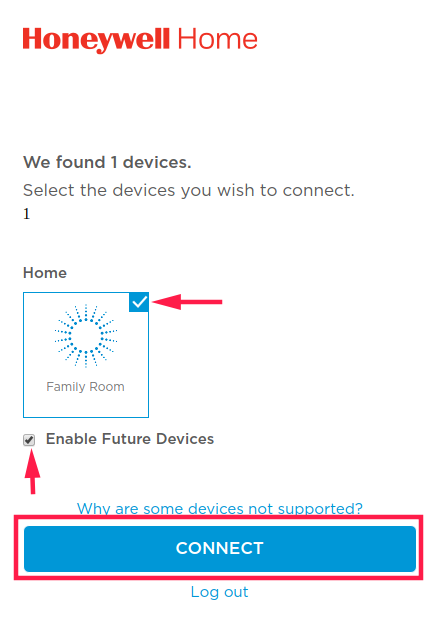 Honeywell Home
We found 1 devices.
Select the devices you wish to connect.
1
Home
Family Room
Enable Future Devices
Why are some devices not supported?
CONNECT
Log out